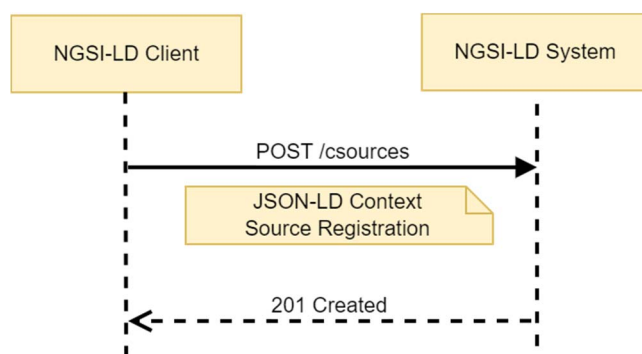 NGSI-LD Client
NGSI-LD System
POST /csources
JSON-LD Context
Source Registration
201 Created